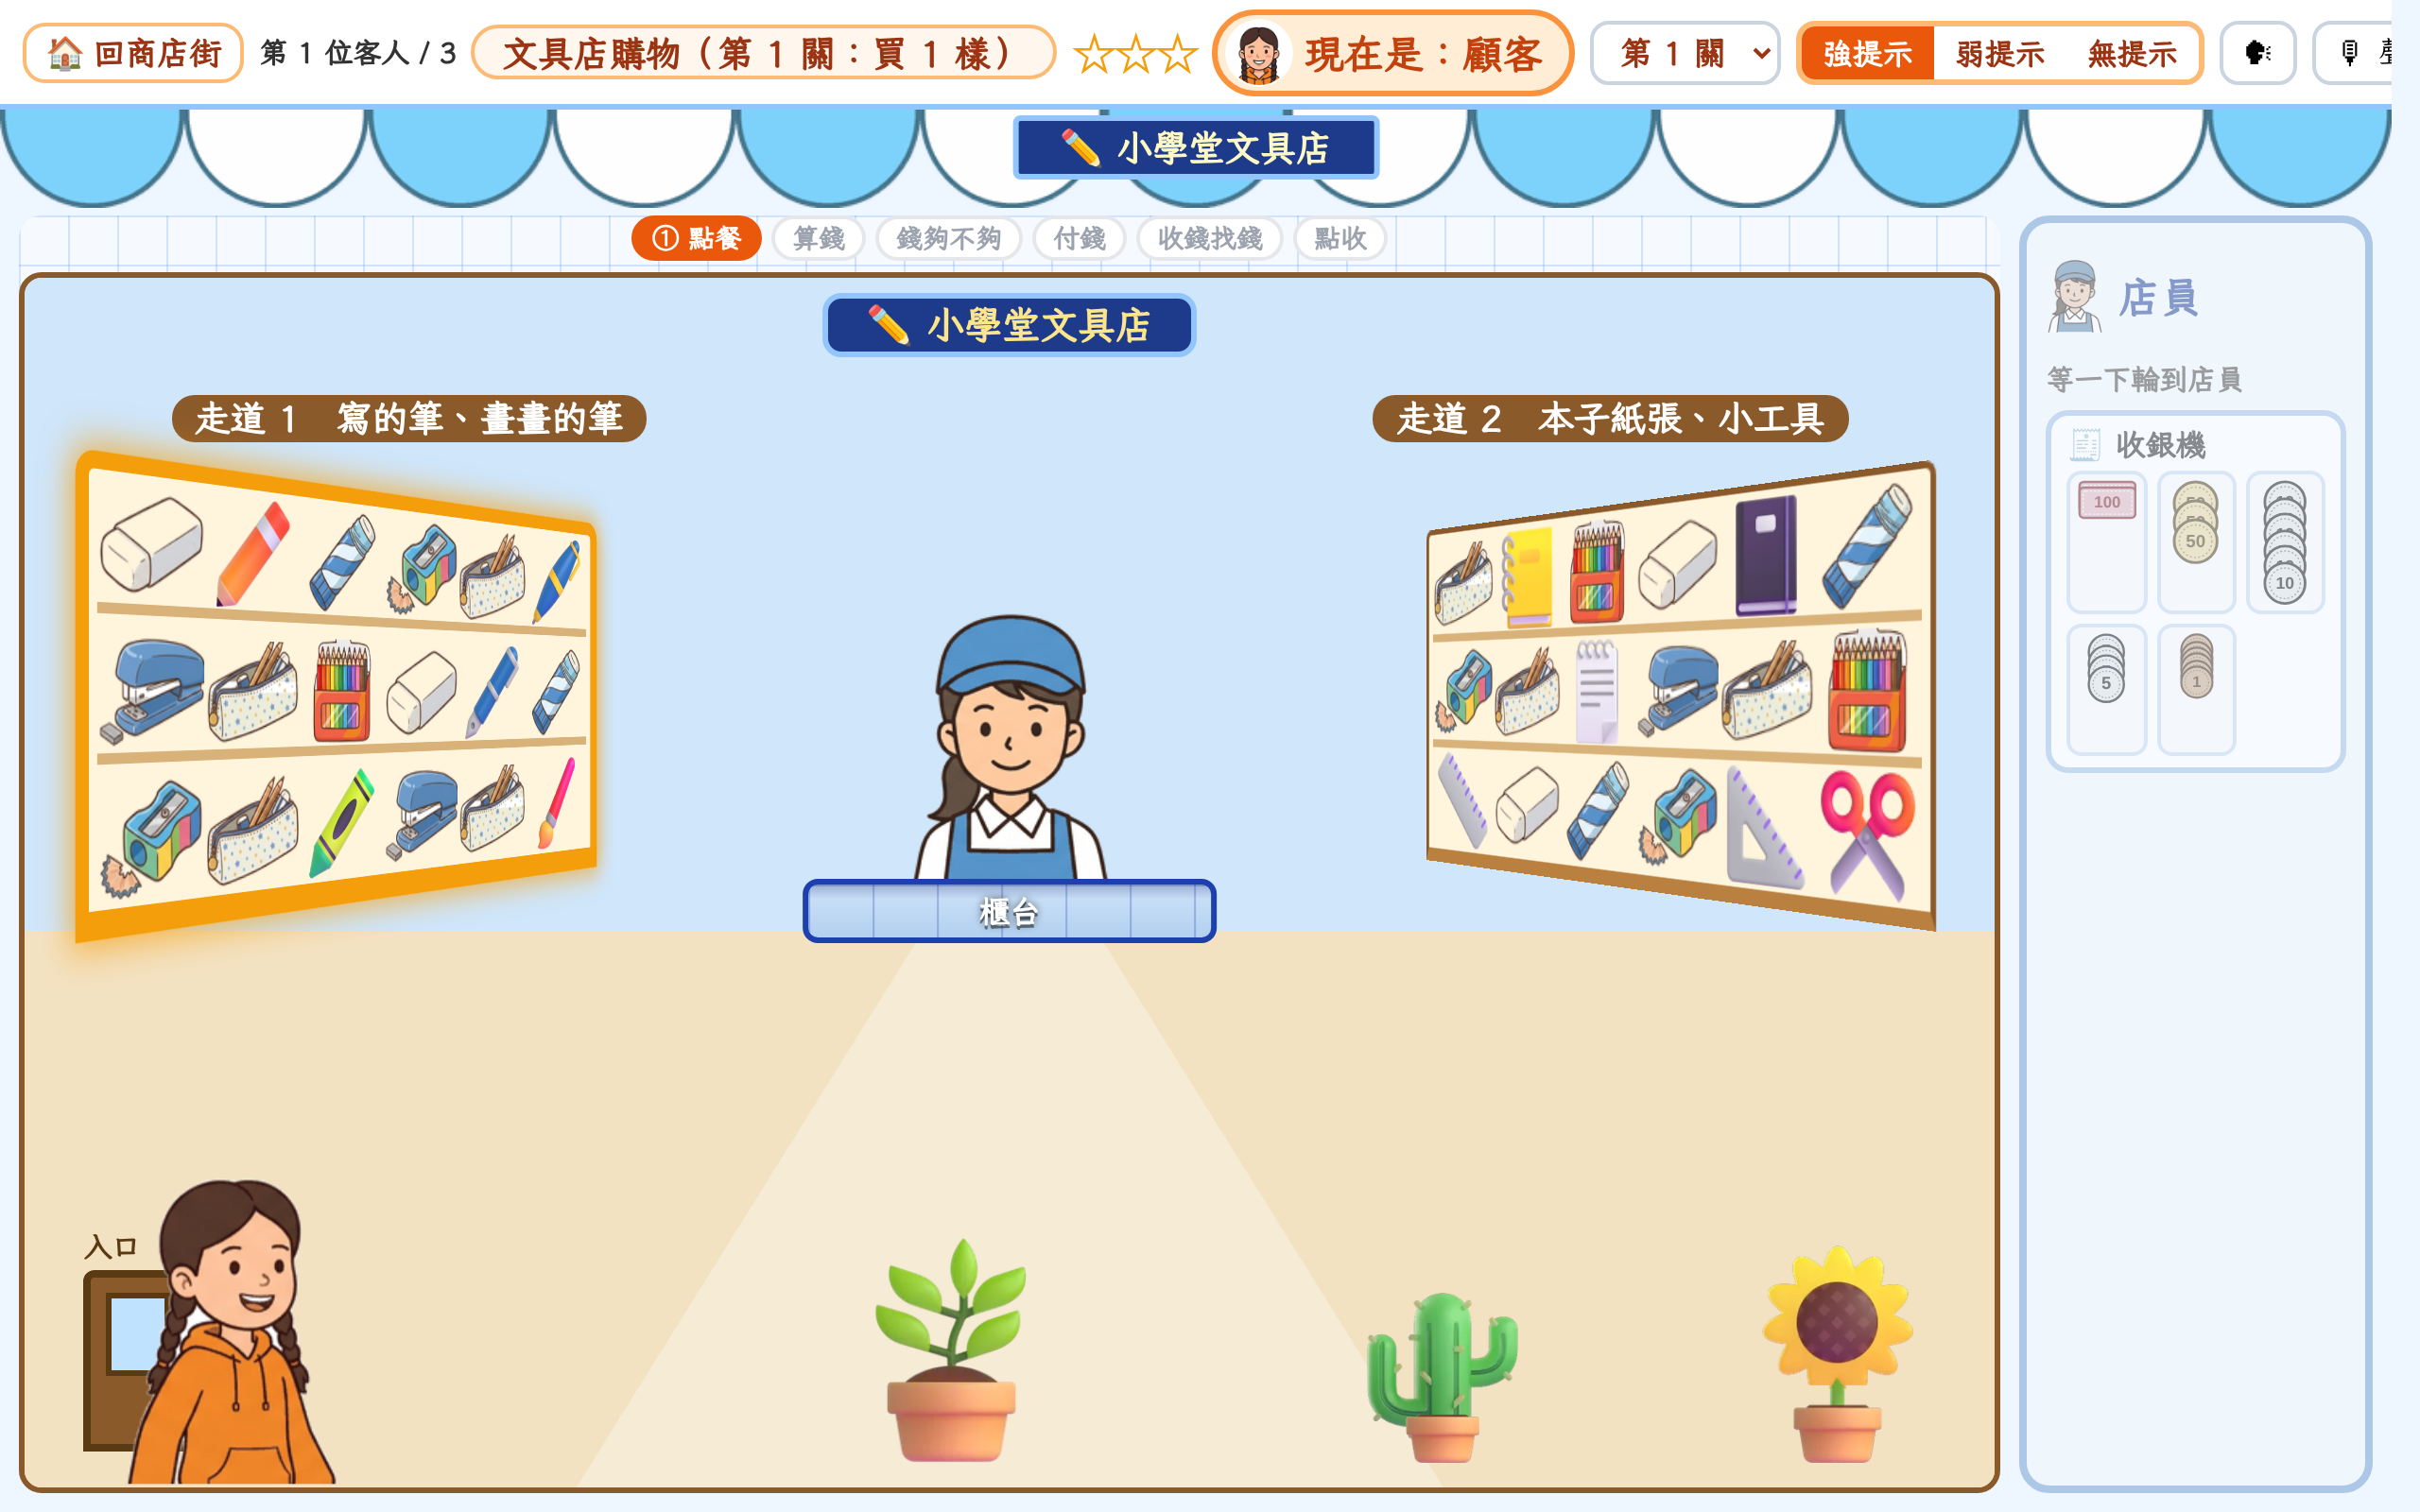 回商店街 第 1 位客人 / 3 文具店購物（第 1 關：買 1 樣） 現在是：顧客 第 1 關 強提示 弱提示 無提示
小學堂文具店
① 點餐 算錢 錢夠不夠 付錢 收錢找錢 點收
小學堂文具店
走道 1 寫的筆、畫畫的筆
走道 2 本子紙張、小工具
櫃台
入口
店員
等一下輪到店員
收銀機
100 50 10
5 1